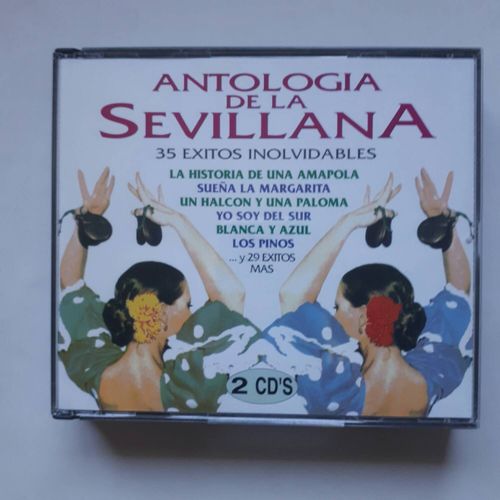 ANTOLOGIA
DE LA
SEVILLANA
35 EXITOS INOLVIDABLES
LA HISTORIA DE UNA AMAPOLA
SUEÑA LA MARGARITA
UN HALCON Y UNA PALOMA
YO SOY DEL SUR
BLANCA Y AZUL
LOS PINOS
... y 29 EXITOS
MAS
2 CD'S